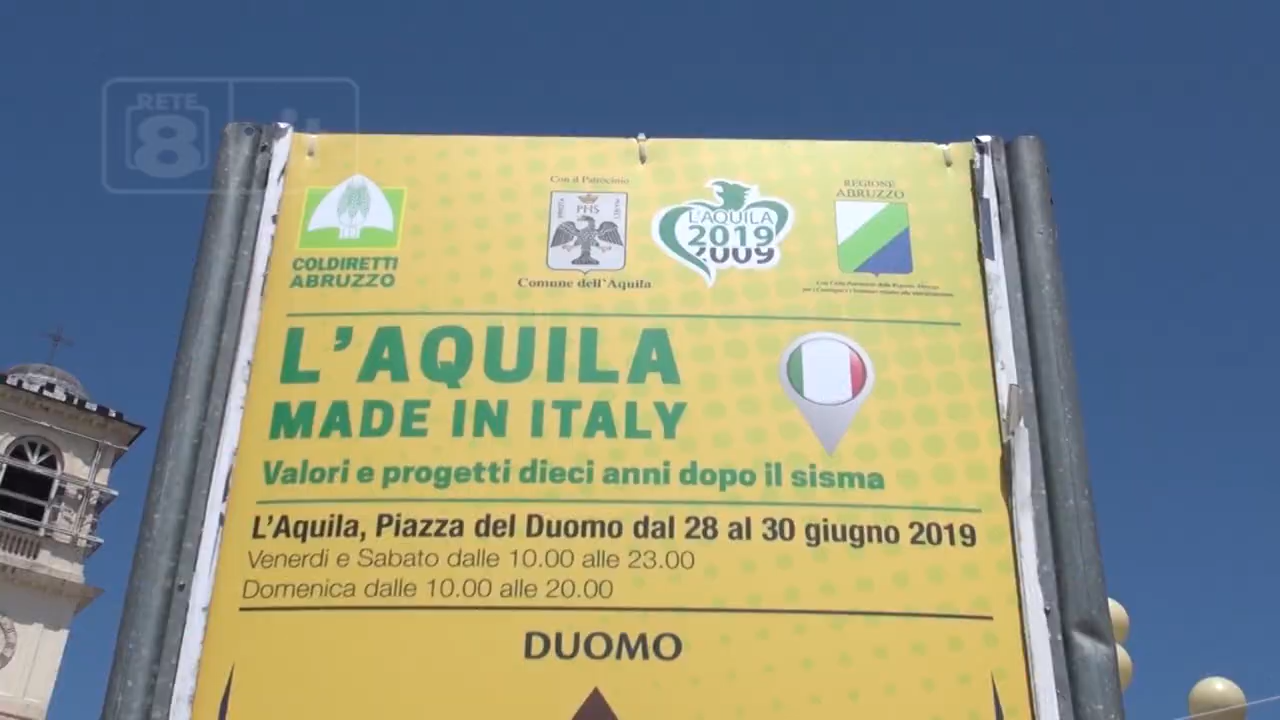 RETE
8
it
Con il Patrocinio
PHS
L'AQUILA
2019
2009
REGIONE
ABRUZZO
COLDIRETTI
ABRUZZO
Comune dell'Aquila
L'AQUILA
MADE IN ITALY
Valori e progetti dieci anni dopo il sisma
L'Aquila, Piazza del Duomo dal 28 al 30 giugno 2019
Venerdi e Sabato dalle 10.00 alle 23.00
Domenica dalle 10.00 alle 20.00
DUOMO